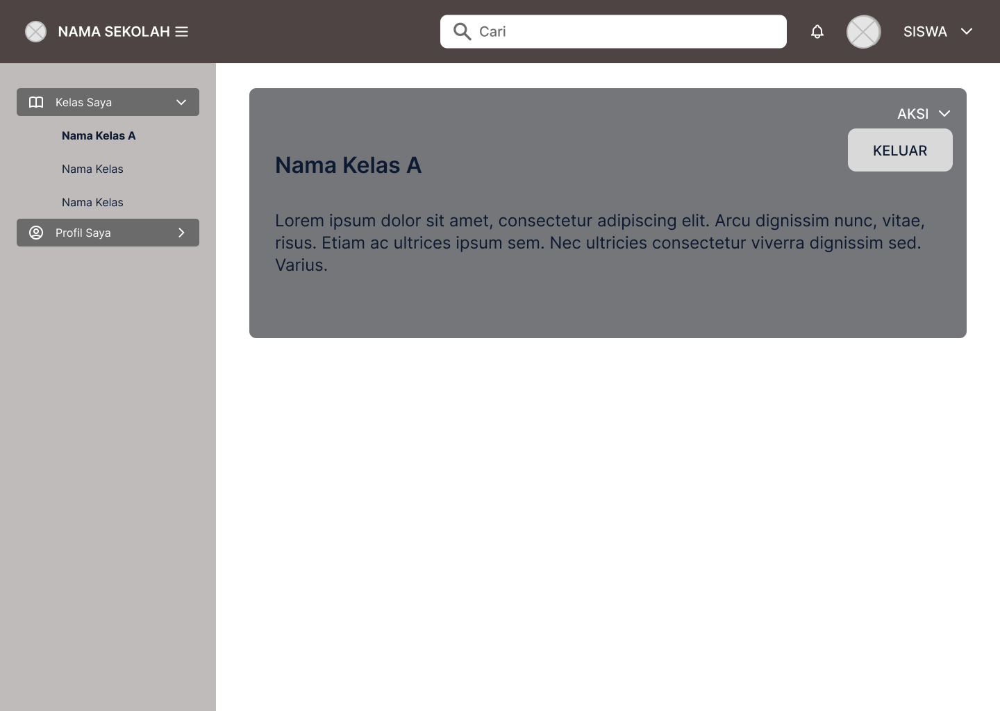 NAMA SEKOLAH
Cari
SISWA
Kelas Saya
Nama Kelas A
Nama Kelas
Nama Kelas
Profil Saya
AKSI
KELUAR
Nama Kelas A
Lorem ipsum dolor sit amet, consectetur adipiscing elit. Arcu dignissim nunc, vitae,
risus. Etiam ac ultrices ipsum sem. Nec ultricies consectetur viverra dignissim sed.
Varius.